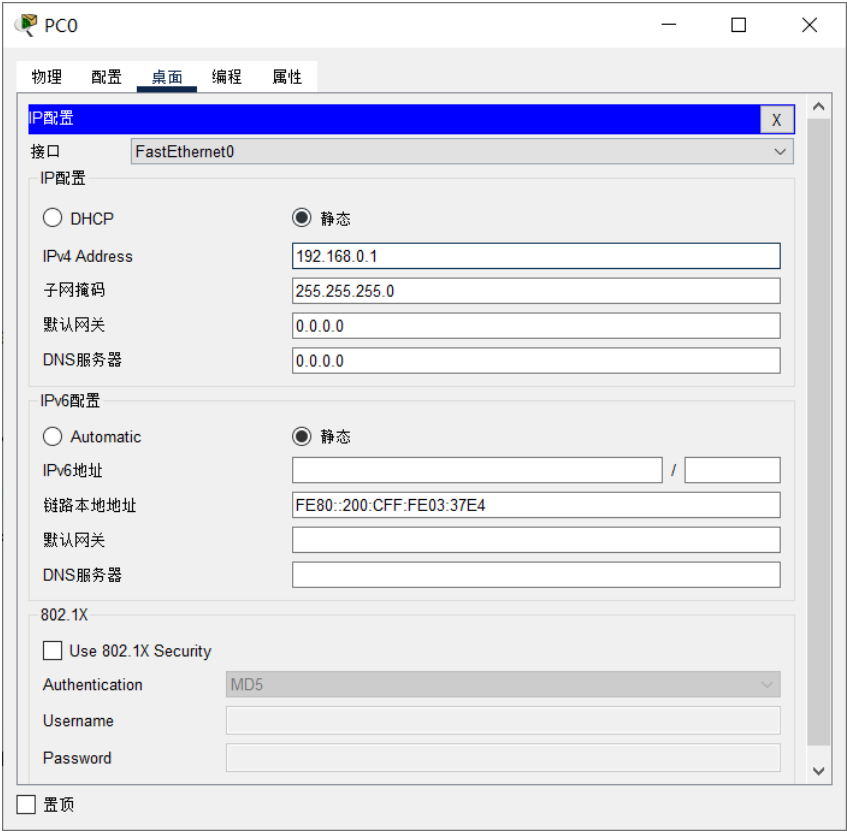 PC0
物理 配置 桌面 编程 属性
IP配置 X
接口 FastEthernet0
IP配置
DHCP 静态
IPv4 Address 192.168.0.1
子网掩码 255.255.255.0
默认网关 0.0.0.0
DNS服务器 0.0.0.0
IPv6配置
Automatic 静态
IPv6地址 /
链路本地地址 FE80::200:CFF:FE03:37E4
默认网关
DNS服务器
802.1X
Use 802.1X Security
Authentication MD5
Username
Password
置顶